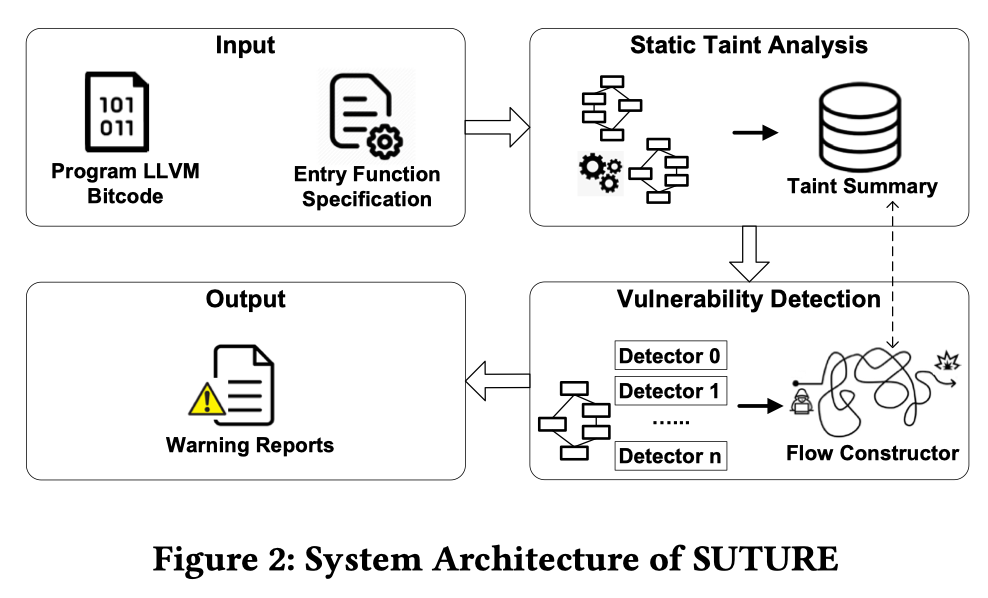 Input
101
011
Program LLVM
Bitcode
Entry Function
Specification
Static Taint Analysis
Taint Summary
Vulnerability Detection
Detector 0
Detector 1
......
Detector n
Flow Constructor
Output
Warning Reports
Figure 2: System Architecture of SUTURE